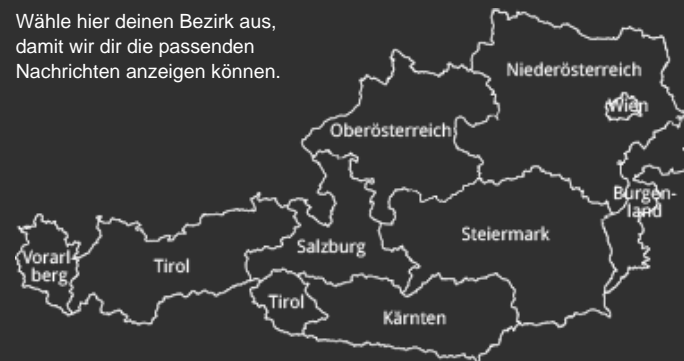 Wähle hier deinen Bezirk aus,
damit wir dir die passenden
Nachrichten anzeigen können.
Niederösterreich
Wien
Oberösterreich
Burgen-
land
Steiermark
Salzburg
Vorarl
berg
Tirol
Tirol
Kärnten